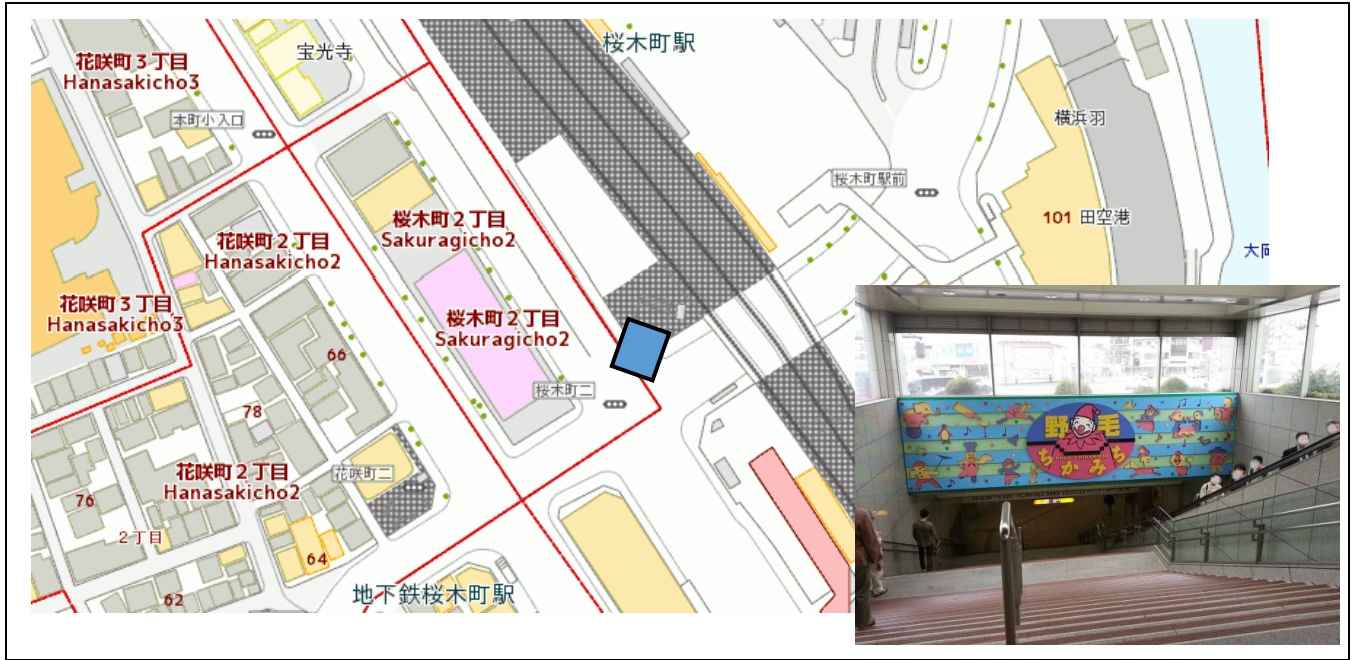 花咲町３丁目
Hanasakicho3
宝光寺
桜木町駅
本町小入口
横浜羽
桜木町駅前
桜木町２丁目
Sakuragicho2
101 田空港
花咲町２丁目
Hanasakicho2
大岡
花咲町３丁目
Hanasakicho3
桜木町２丁目
Sakuragicho2
66
桜木町二
78
花咲町二
花咲町２丁目
Hanasakicho2
76
２丁目
64
62
地下鉄桜木町駅
野毛
ちかみち